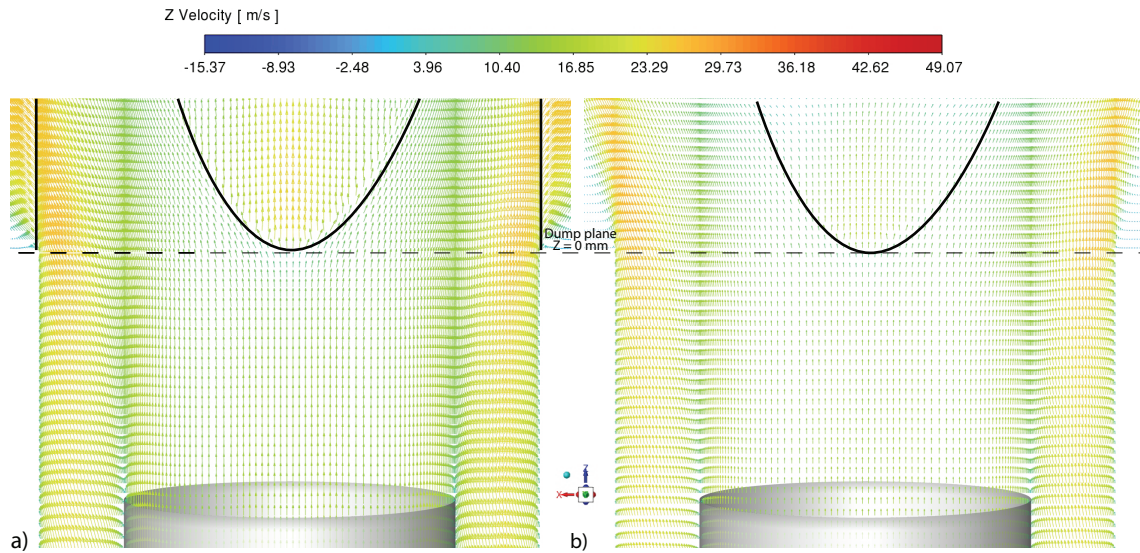 Z Velocity [ m/s ]
-15.37 -8.93 -2.48 3.96 10.40 16.85 23.29 29.73 36.18 42.62 49.07
Dump plane
Z = 0 mm
Z
X
a)
b)